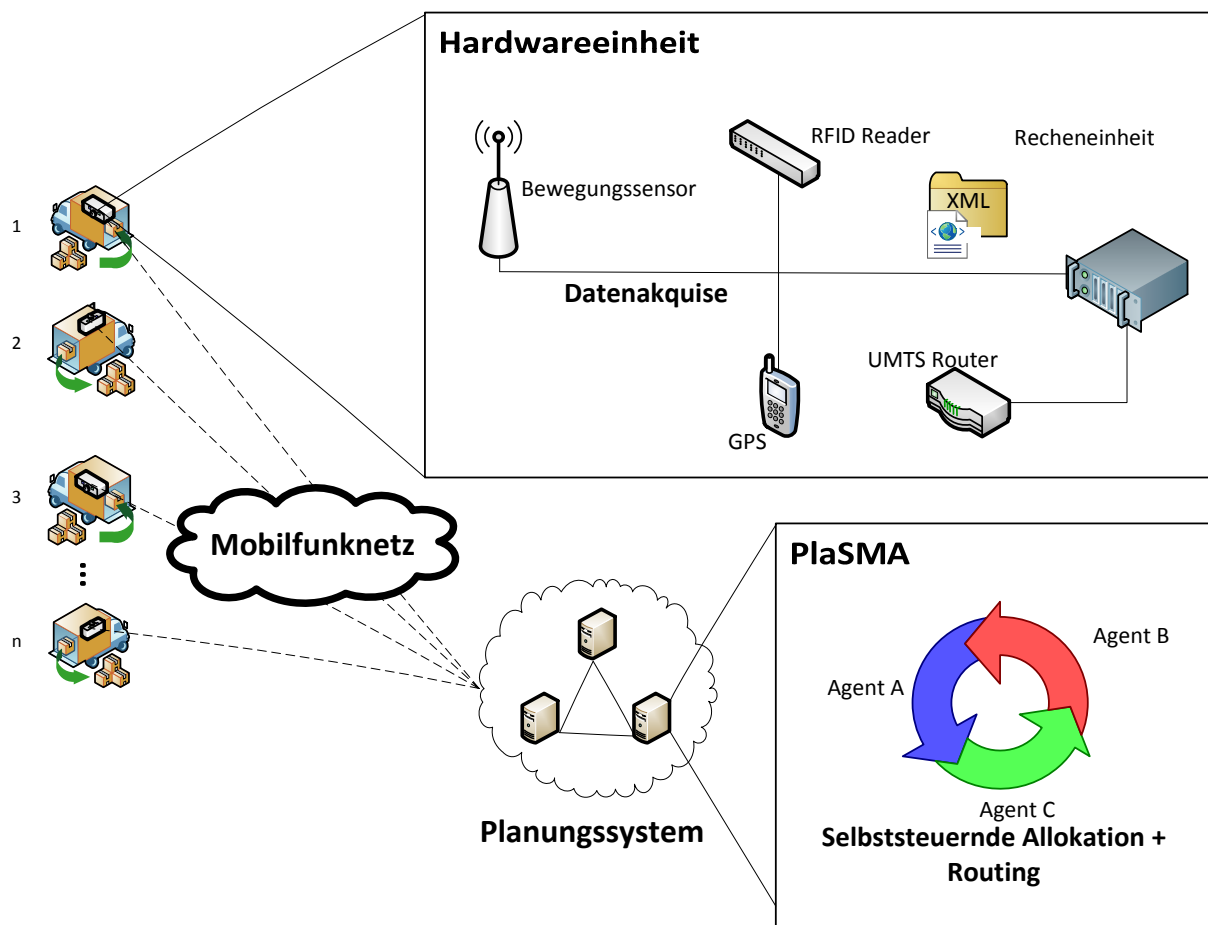 Hardwareeinheit
RFID Reader
Recheneinheit
Bewegungssensor
XML
Datenakquise
UMTS Router
GPS
1
2
3
⋮
n
Mobilfunknetz
Planungssystem
PlaSMA
Agent B
Agent A
Agent C
Selbststeuernde Allokation +
Routing